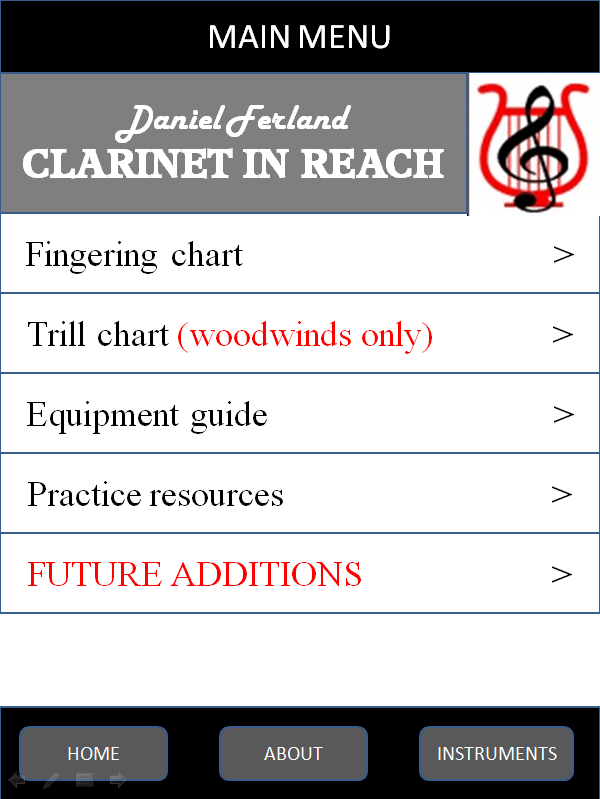 MAIN MENU
Daniel Ferland
CLARINET IN REACH
Fingering chart >
Trill chart (woodwinds only) >
Equipment guide >
Practice resources >
FUTURE ADDITIONS >
HOME ABOUT INSTRUMENTS